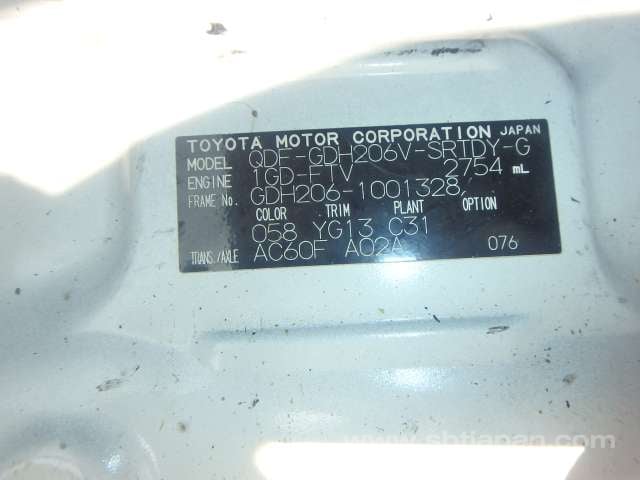 TOYOTA MOTOR CORPORATION JAPAN
MODEL QDF-GDH206V-SRTDY-G
ENGINE 1GD-FTV 2754 mL
FRAME No. GDH206-1001328
COLOR TRIM PLANT OPTION
058 YG13 C31
TRANS./AXLE AC60F A02A 076
www.sbtjapan.com